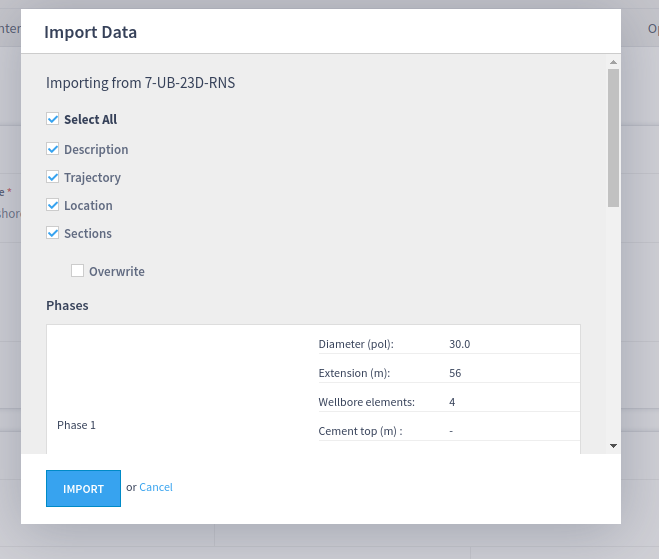 nter
Import Data
Op
Importing from 7-UB-23D-RNS
Select All
Description
Trajectory
e *
Location
shore
Sections
Overwrite
Phases
Diameter (pol): 30.0
Extension (m): 56
Wellbore elements: 4
Phase 1
Cement top (m) : -
IMPORT or Cancel